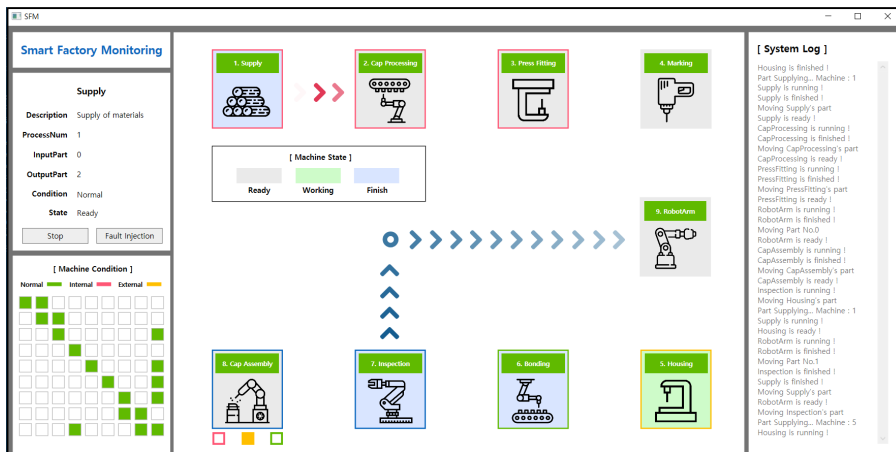 SFM
Smart Factory Monitoring
Supply
Description Supply of materials
ProcessNum 1
InputPart 0
OutputPart 2
Condition Normal
State Ready
Stop Fault Injection
[ Machine Condition ]
Normal Internal External
1. Supply
2. Cap Processing
3. Press Fitting
4. Marking
[ Machine State ]
Ready Working Finish
9. RobotArm
8. Cap Assembly
7. Inspection
6. Bonding
5. Housing
[ System Log ]
Housing is finished !
Part Supplying... Machine : 1
Supply is running !
Supply is finished !
Moving Supply's part
Supply is ready !
CapProcessing is running !
CapProcessing is finished !
Moving CapProcessing's part
CapProcessing is ready !
PressFitting is running !
PressFitting is finished !
Moving PressFitting's part
PressFitting is ready !
RobotArm is running !
RobotArm is finished !
Moving Part No.0
RobotArm is ready !
CapAssembly is running !
CapAssembly is finished !
Moving CapAssembly's part
CapAssembly is ready !
Inspection is running !
Moving Housing's part
Part Supplying... Machine : 1
Supply is running !
Housing is ready !
RobotArm is running !
RobotArm is finished !
Moving Part No.1
Inspection is finished !
Supply is finished !
Moving Supply's part
RobotArm is ready !
Moving Inspection's part
Part Supplying... Machine : 5
Housing is running !